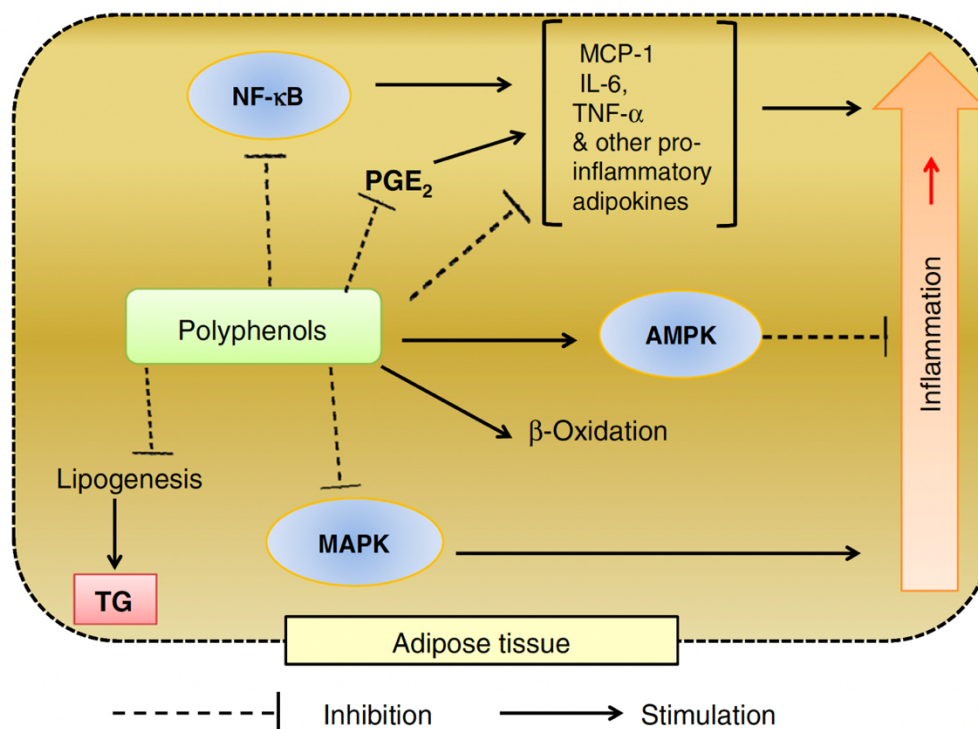 NF-κB
MCP-1
IL-6,
TNF-α
& other pro-
inflammatory
adipokines
PGE₂
Polyphenols
AMPK
Inflammation
β-Oxidation
Lipogenesis
MAPK
TG
Adipose tissue
Inhibition
Stimulation